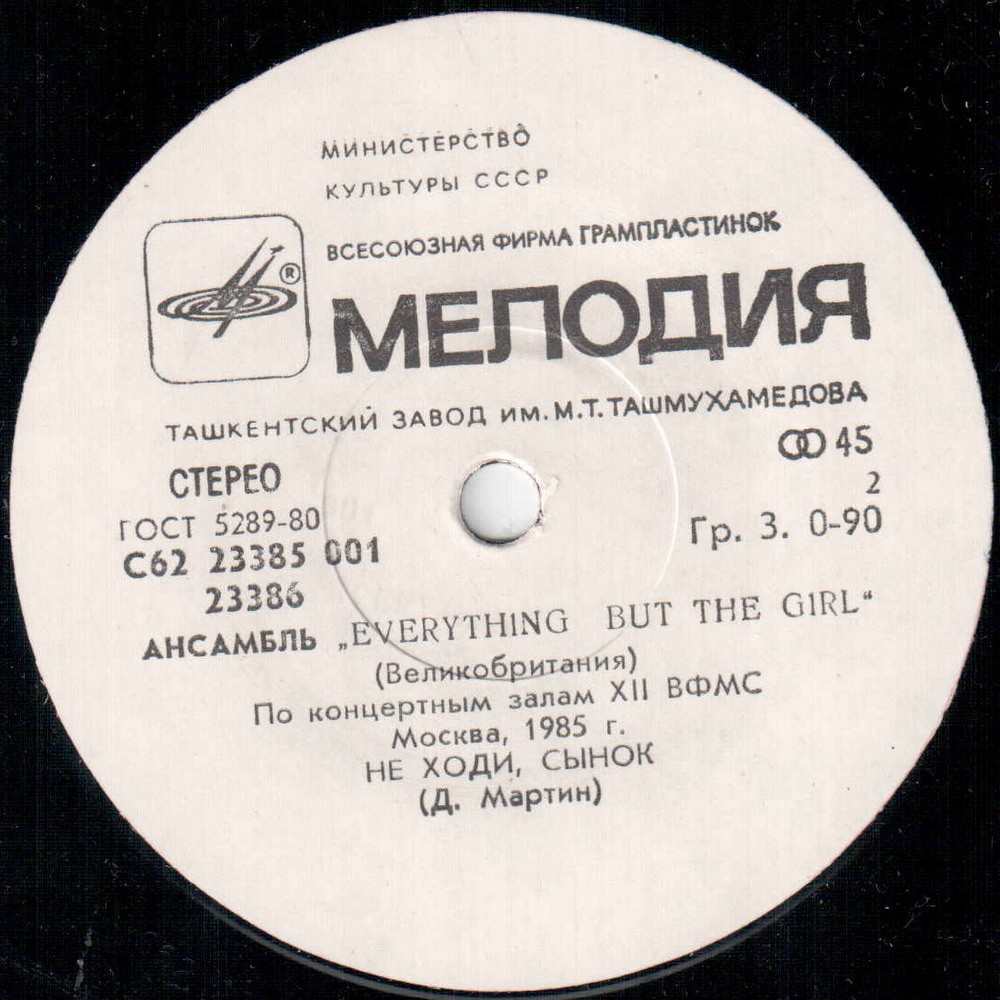 МИНИСТЕРСТВО
КУЛЬТУРЫ СССР
ВСЕСОЮЗНАЯ ФИРМА ГРАМПЛАСТИНОК
®
МЕЛОДИЯ
ТАШКЕНТСКИЙ ЗАВОД ИМ. М.Т. ТАШМУХАМЕДОВА
СТЕРЕО
45
2
ГОСТ 5289-80
Гр. 3. 0-90
С62 23385 001
23386
АНСАМБЛЬ „EVERYTHING BUT THE GIRL“
(Великобритания)
По концертным залам XII ВФМС
Москва, 1985 г.
НЕ ХОДИ, СЫНОК
(Д. Мартин)